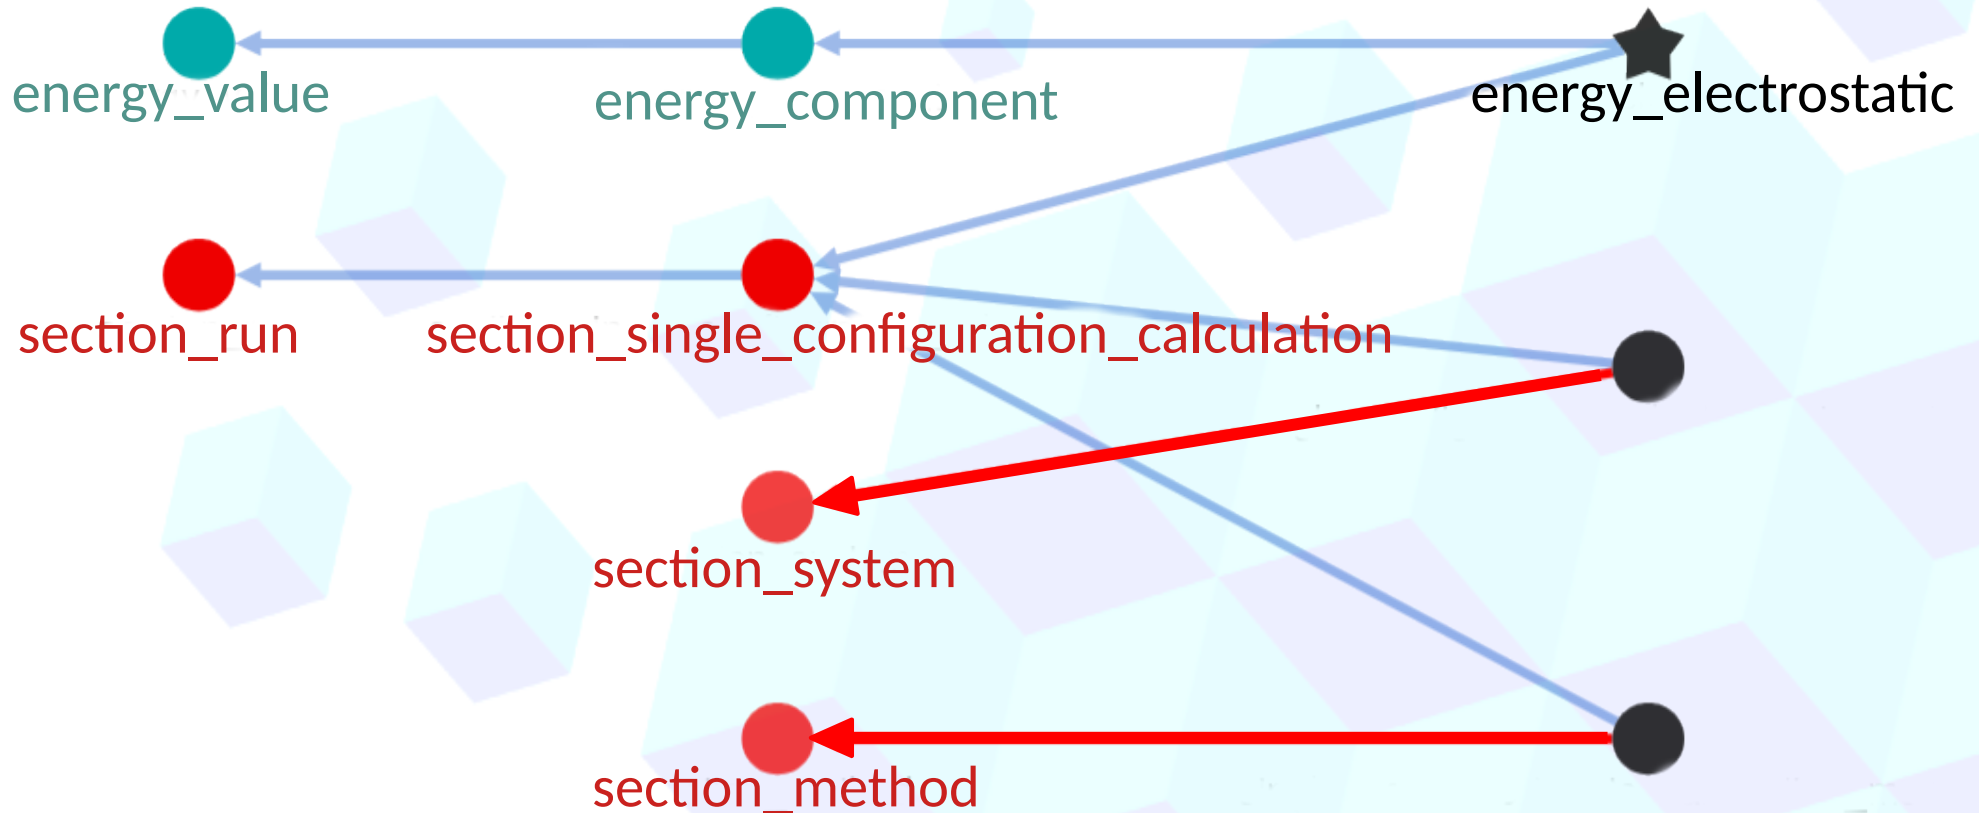 energy_value
energy_component
energy_electrostatic
section_run
section_single_configuration_calculation
section_system
section_method